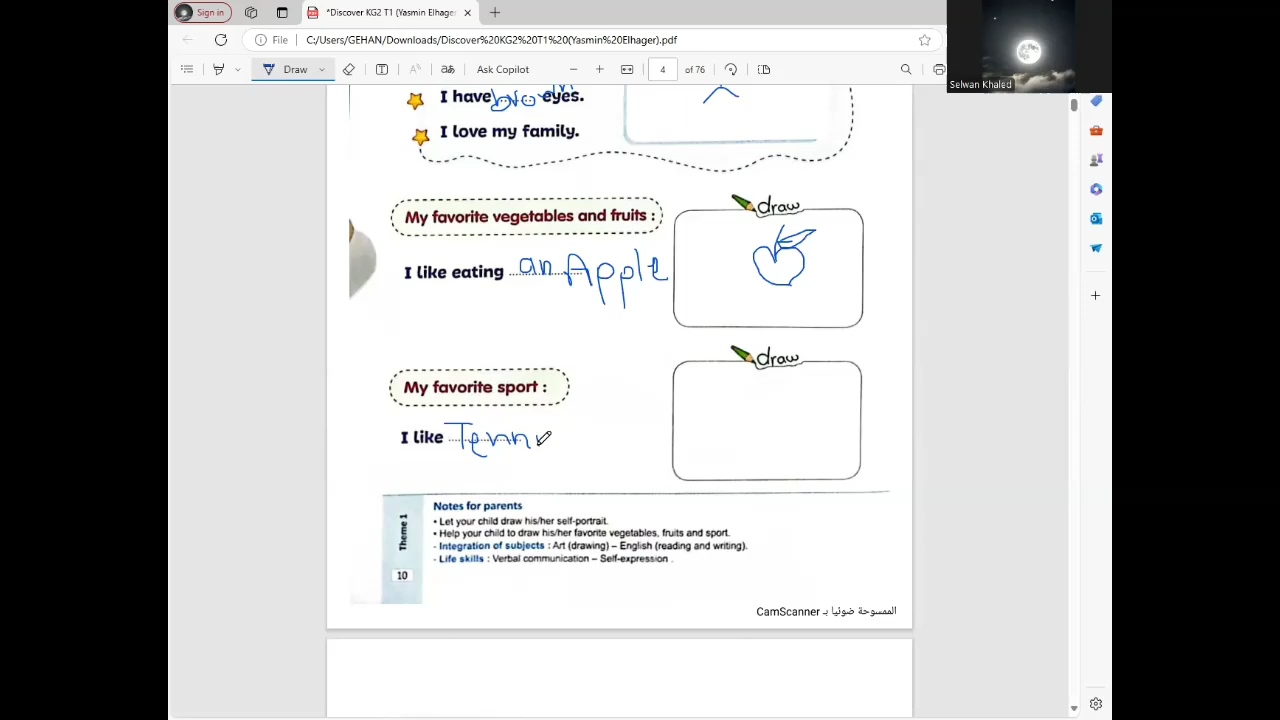 Sign in
*Discover KG2 T1 (Yasmin Elhager
File
C:/Users/GEHAN/Downloads/Discover%20KG2%20T1%20(Yasmin%20Elhager).pdf
Selwan Khaled
Draw
Ask Copilot
4 of 76
I have brown eyes.
I love my family.
My favorite vegetables and fruits :
draw
I like eating an Apple
draw
My favorite sport :
I like Tenn
Notes for parents
• Let your child draw his/her self-portrait.
• Help your child to draw his/her favorite vegetables, fruits and sport.
- Integration of subjects : Art (drawing) – English (reading and writing).
- Life skills : Verbal communication – Self-expression .
Theme 1
10
الممسوحة ضوئيا بـ CamScanner